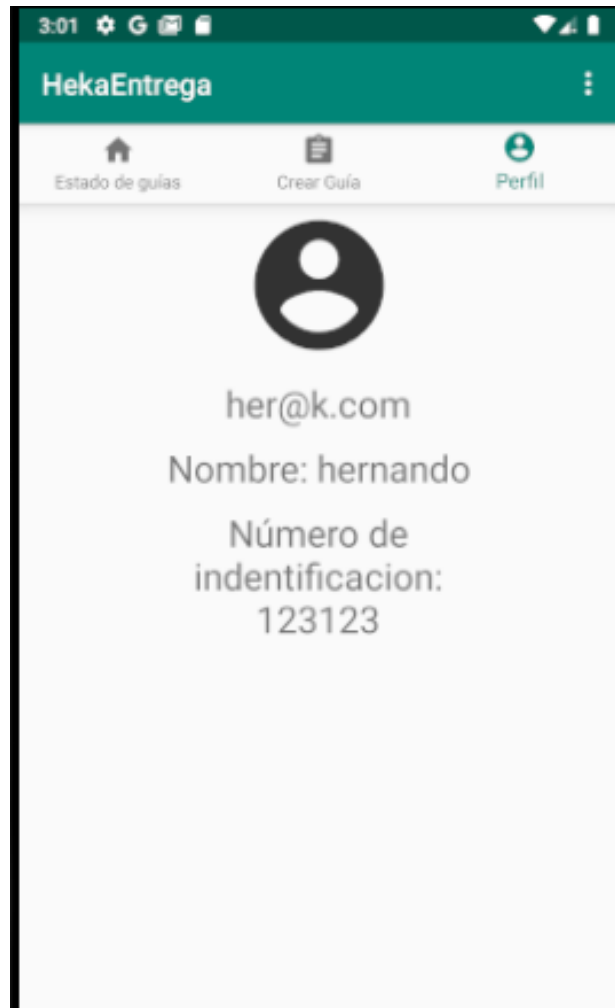 3:01
HekaEntrega
Estado de guías
Crear Guía
Perfil
her@k.com
Nombre: hernando
Número de
indentificacion:
123123